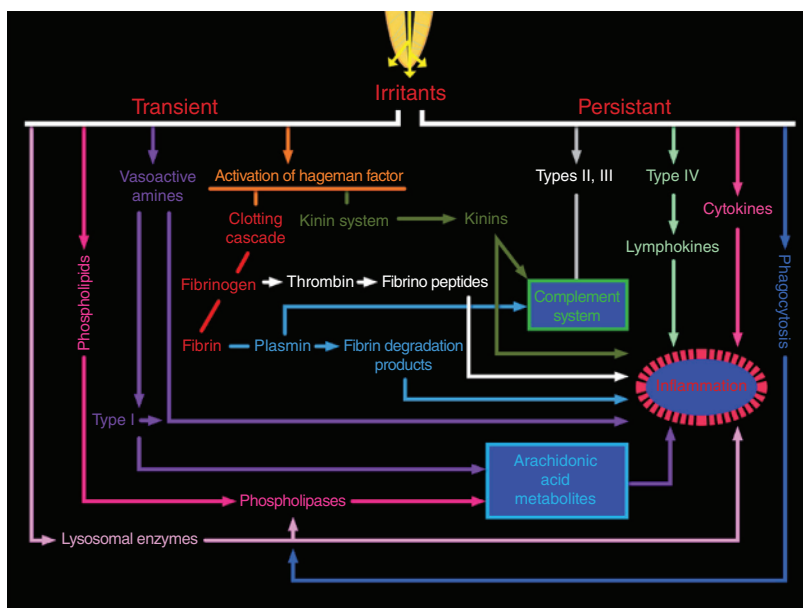 Irritants
Transient
Persistant
Vasoactive
amines
Activation of hageman factor
Types II, III
Type IV
Cytokines
Clotting
cascade
Kinin system
Kinins
Lymphokines
Phospholipids
Phagocytosis
Fibrinogen
Thrombin
Fibrino peptides
Complement
system
Fibrin
Plasmin
Fibrin degradation
products
Inflammation
Type I
Arachidonic
acid
metabolites
Phospholipases
Lysosomal enzymes